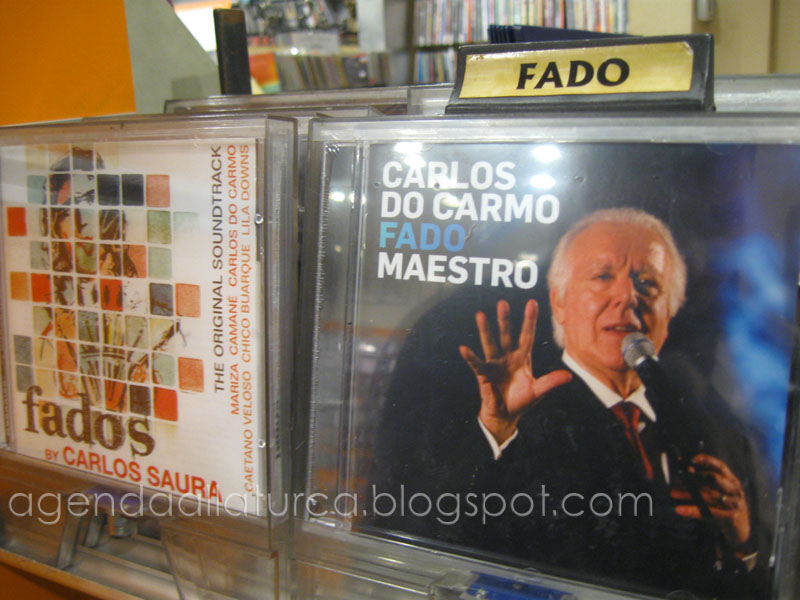 FADO
THE ORIGINAL SOUNDTRACK
MARIZA CAMANÉ CARLOS DO CARMO
CAETANO VELOSO CHICO BUARQUE LILA DOWNS
fados
BY CARLOS SAURA
CARLOS
DO CARMO
FADO
MAESTRO
agendaallaturca.blogspot.com